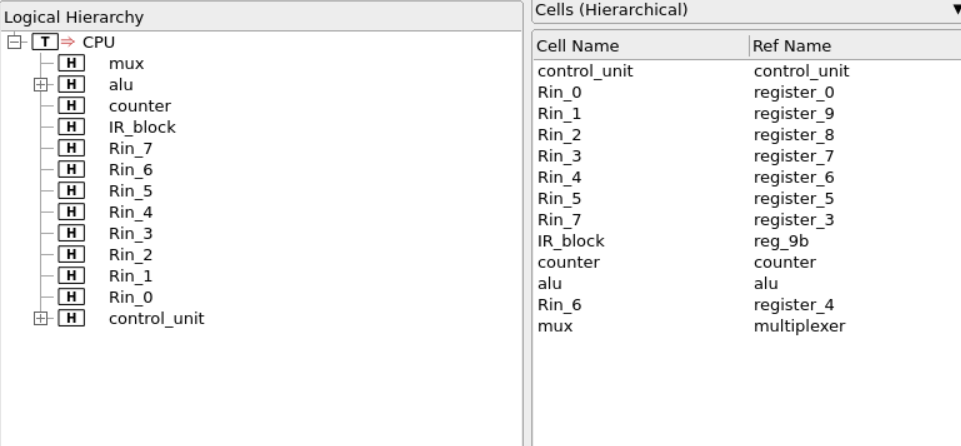 Logical Hierarchy
T CPU
H mux
H alu
H counter
H IR_block
H Rin_7
H Rin_6
H Rin_5
H Rin_4
H Rin_3
H Rin_2
H Rin_1
H Rin_0
H control_unit
Cells (Hierarchical)
Cell Name Ref Name
control_unit control_unit
Rin_0 register_0
Rin_1 register_9
Rin_2 register_8
Rin_3 register_7
Rin_4 register_6
Rin_5 register_5
Rin_7 register_3
IR_block reg_9b
counter counter
alu alu
Rin_6 register_4
mux multiplexer